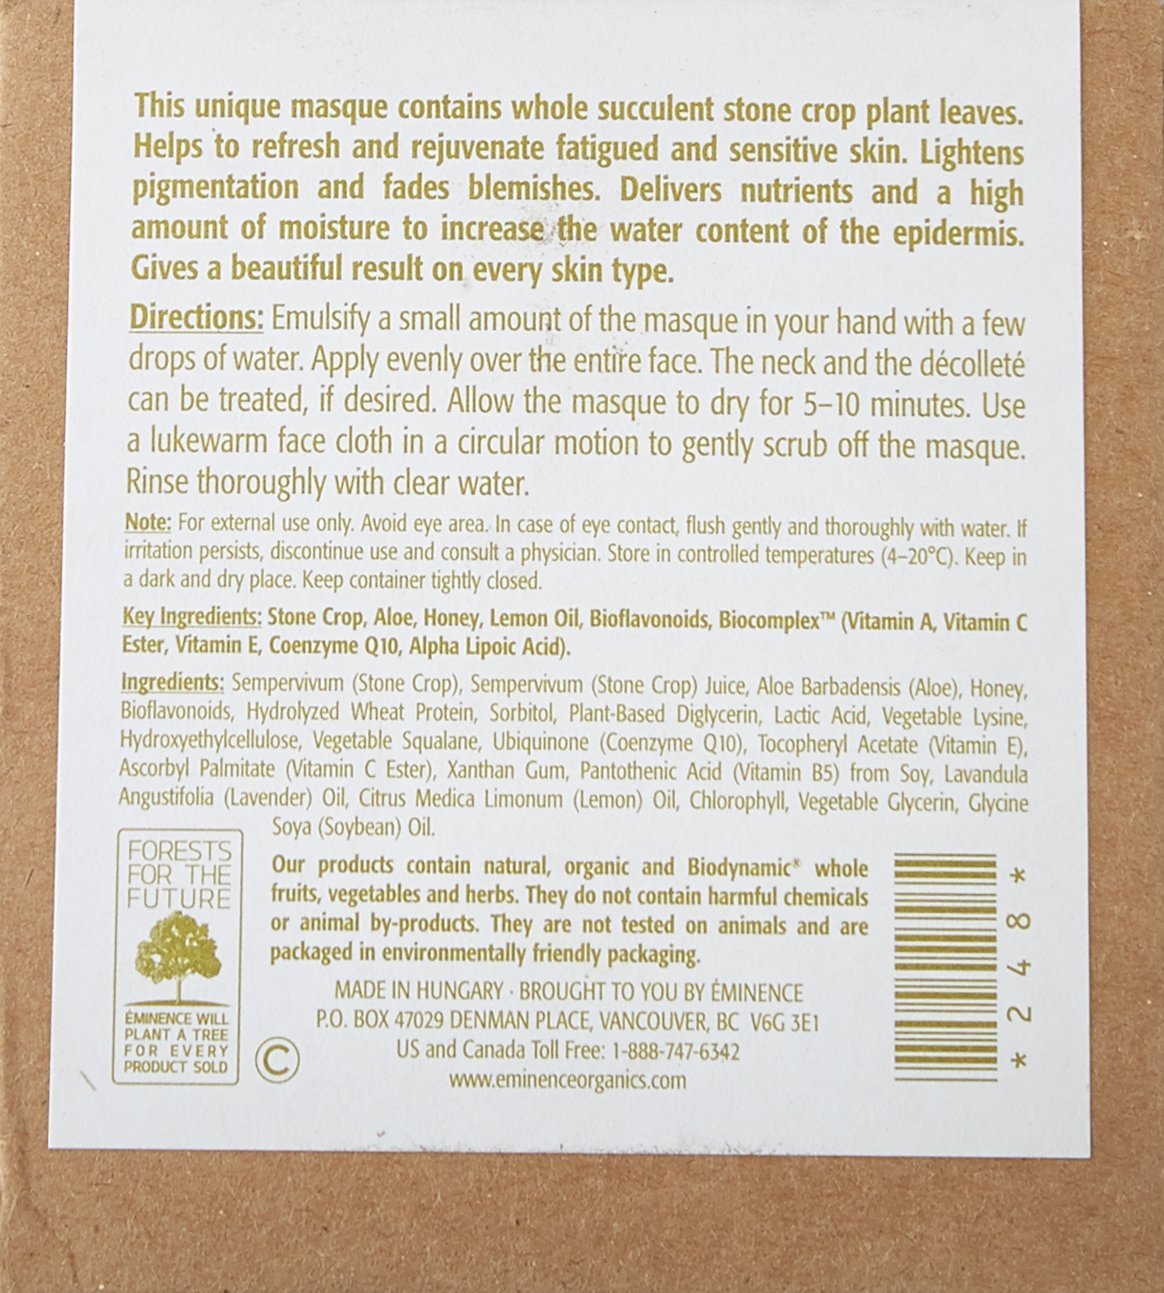 This unique masque contains whole succulent stone crop plant leaves.
Helps to refresh and rejuvenate fatigued and sensitive skin. Lightens
pigmentation and fades blemishes. Delivers nutrients and a high
amount of moisture to increase the water content of the epidermis.
Gives a beautiful result on every skin type.
Directions: Emulsify a small amount of the masque in your hand with a few
drops of water. Apply evenly over the entire face. The neck and the décolleté
can be treated, if desired. Allow the masque to dry for 5–10 minutes. Use
a lukewarm face cloth in a circular motion to gently scrub off the masque.
Rinse thoroughly with clear water.
Note: For external use only. Avoid eye area. In case of eye contact, flush gently and thoroughly with water. If
irritation persists, discontinue use and consult a physician. Store in controlled temperatures (4–20°C). Keep in
a dark and dry place. Keep container tightly closed.
Key Ingredients: Stone Crop, Aloe, Honey, Lemon Oil, Bioflavonoids, Biocomplex™ (Vitamin A, Vitamin C
Ester, Vitamin E, Coenzyme Q10, Alpha Lipoic Acid).
Ingredients: Sempervivum (Stone Crop), Sempervivum (Stone Crop) Juice, Aloe Barbadensis (Aloe), Honey,
Bioflavonoids, Hydrolyzed Wheat Protein, Sorbitol, Plant-Based Diglycerin, Lactic Acid, Vegetable Lysine,
Hydroxyethylcellulose, Vegetable Squalane, Ubiquinone (Coenzyme Q10), Tocopheryl Acetate (Vitamin E),
Ascorbyl Palmitate (Vitamin C Ester), Xanthan Gum, Pantothenic Acid (Vitamin B5) from Soy, Lavandula
Angustifolia (Lavender) Oil, Citrus Medica Limonum (Lemon) Oil, Chlorophyll, Vegetable Glycerin, Glycine
Soya (Soybean) Oil.
FORESTS
FOR THE
FUTURE
ÉMINENCE WILL
PLANT A TREE
FOR EVERY
PRODUCT SOLD
Our products contain natural, organic and Biodynamic® whole
fruits, vegetables and herbs. They do not contain harmful chemicals
or animal by-products. They are not tested on animals and are
packaged in environmentally friendly packaging.
MADE IN HUNGARY · BROUGHT TO YOU BY ÉMINENCE
P.O. BOX 47029 DENMAN PLACE, VANCOUVER, BC V6G 3E1
US and Canada Toll Free: 1-888-747-6342
www.eminenceorganics.com
C
*248*